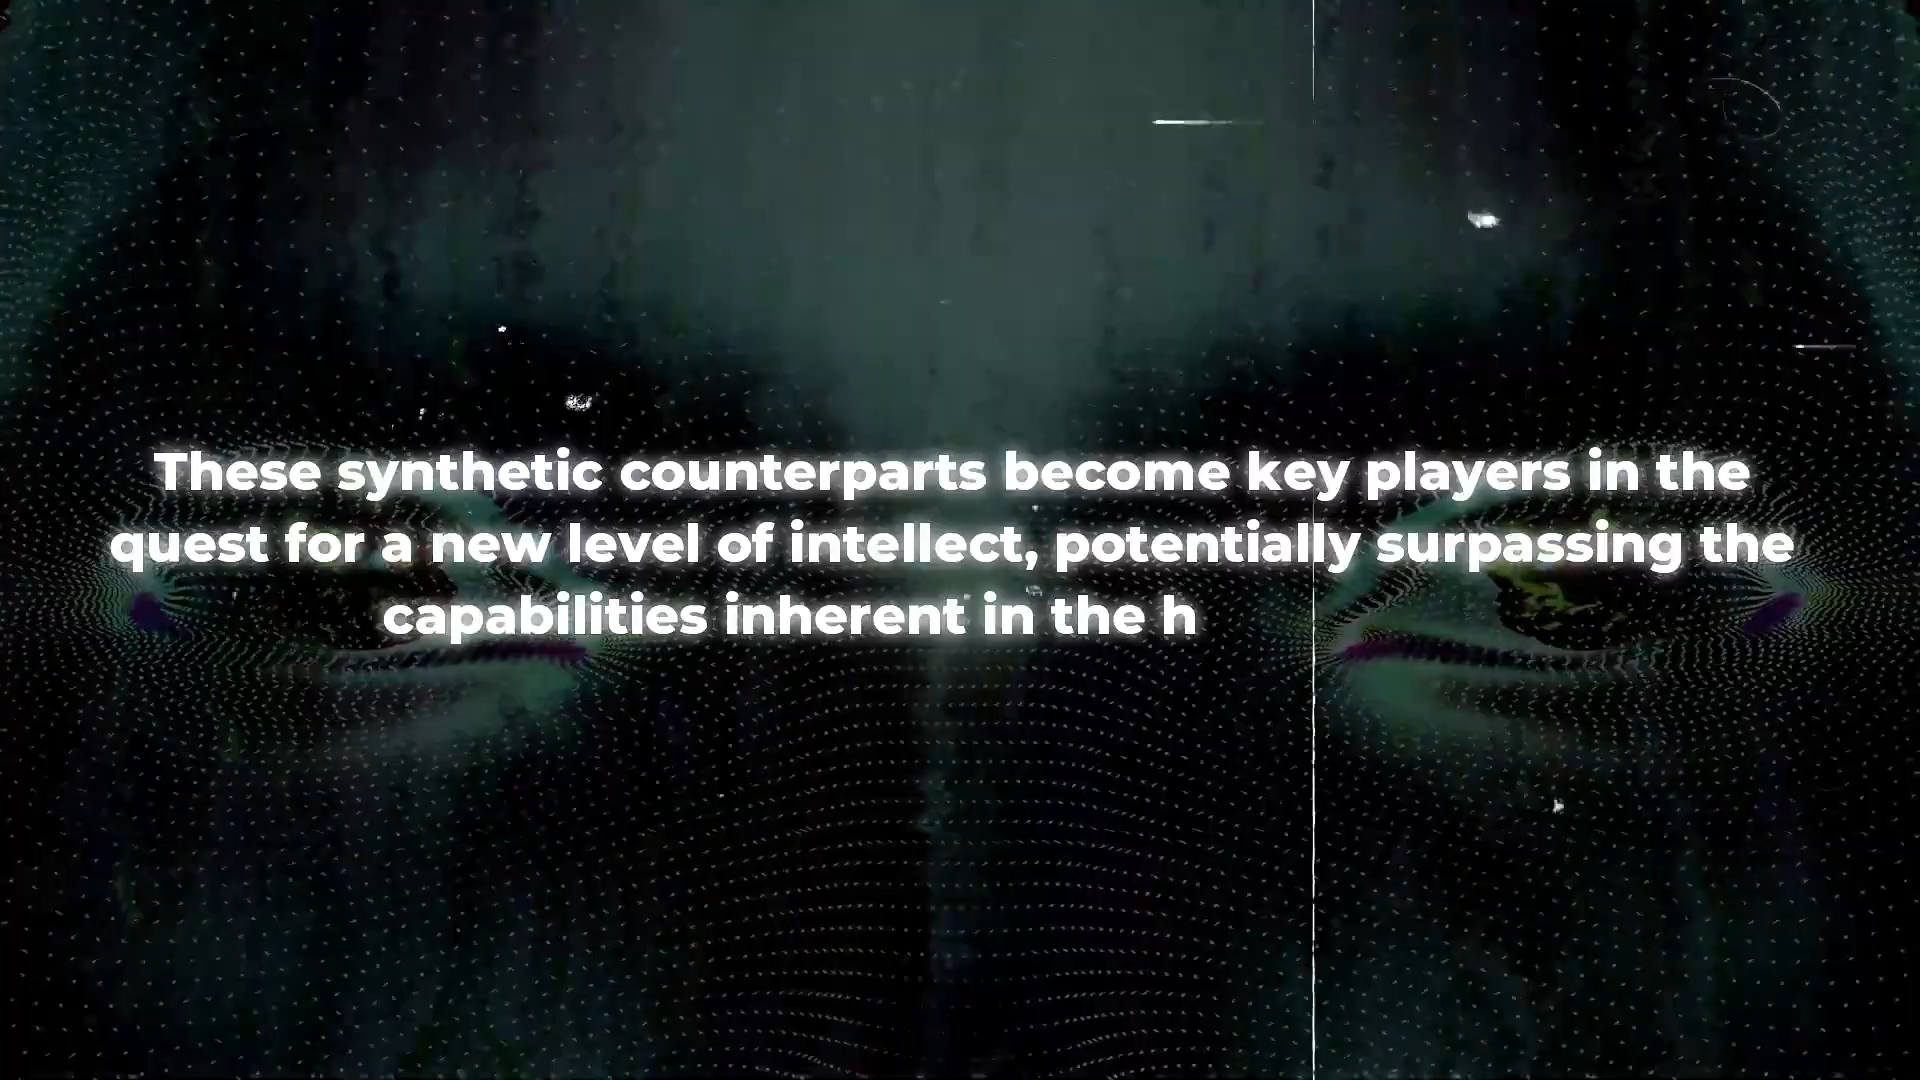 These synthetic counterparts become key players in the
quest for a new level of intellect, potentially surpassing the
capabilities inherent in the h